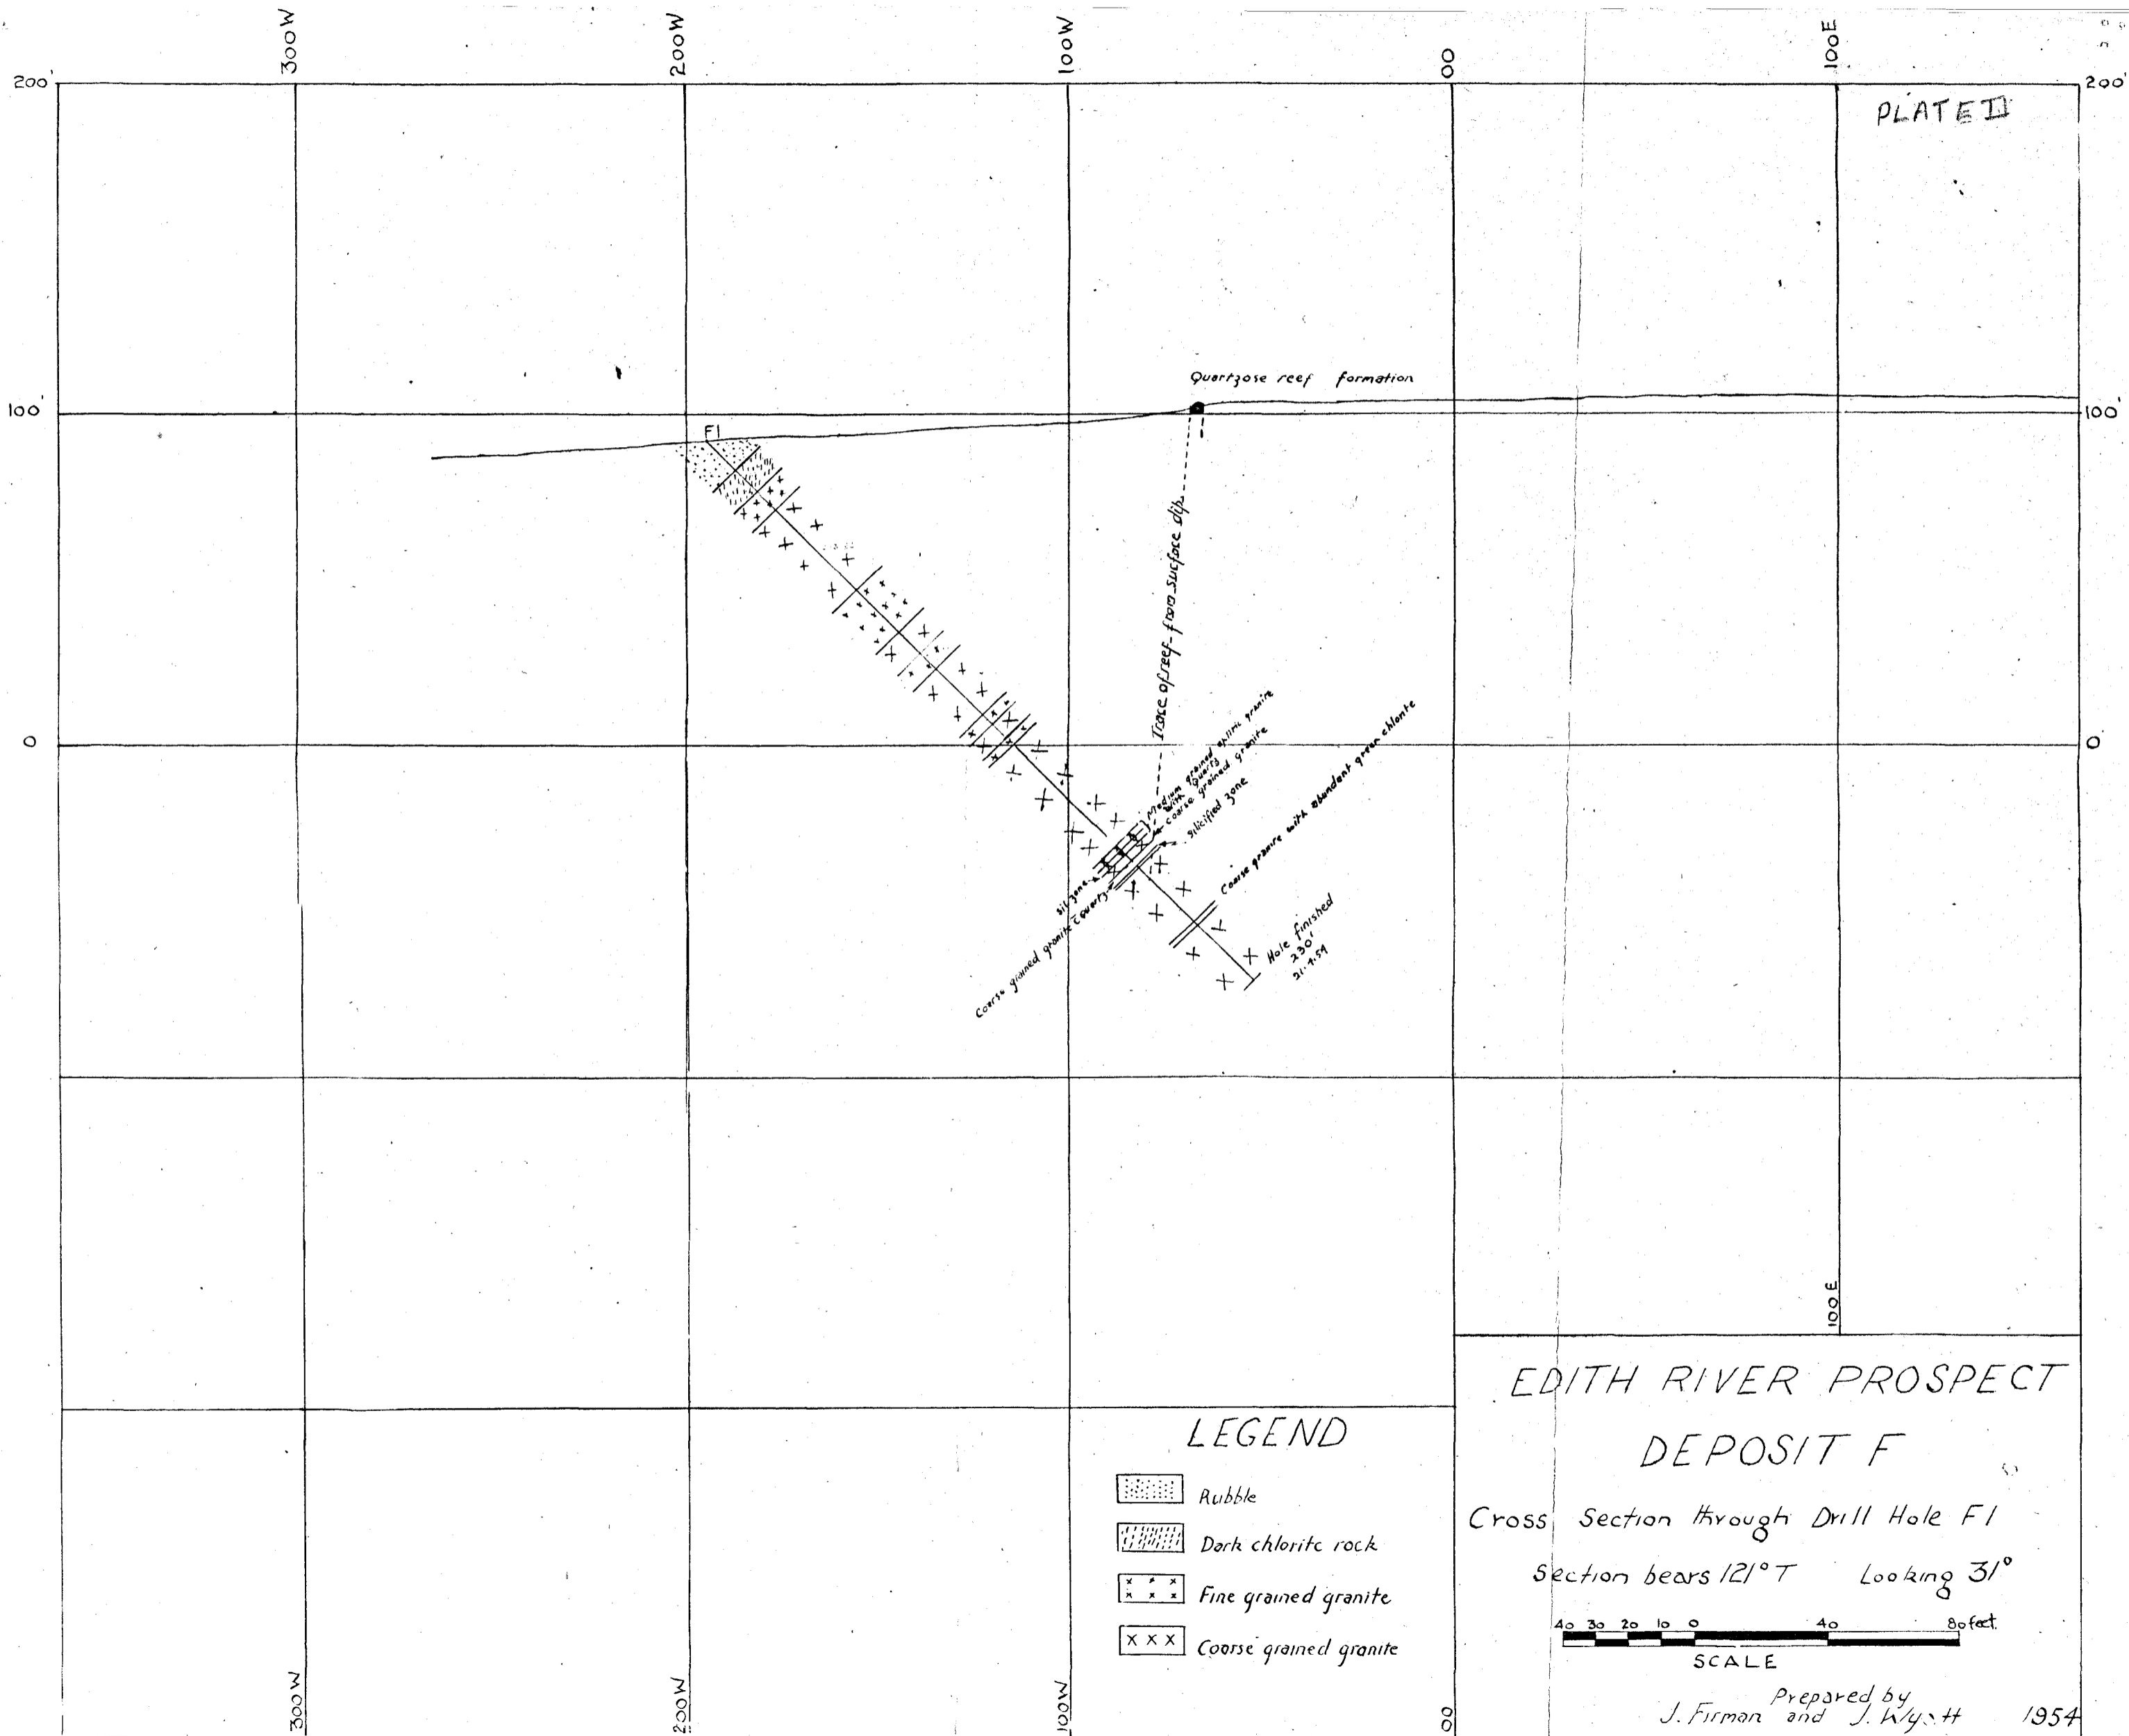 300W
200W
100W
00
100E
200'
200'
PLATE II
Quartzose reef formation
100'
100'
F1
Trace of reef - from surface dip
0
0
Medium grained aplitic granite
with quartz
coarse grained granite
silicified zone
Coarse granite with abundant green chlorite
sil. zone
Coarse grained granite c quartz
Hole finished
230'
100E
EDITH RIVER PROSPECT
DEPOSIT F
Cross Section through Drill Hole F1
Section bears 121° T Looking 31°
40 30 20 10 0 40 80 feet.
SCALE
Prepared by
J. Firman and J. Wyatt 1954
LEGEND
Rubble
Dark chlorite rock
Fine grained granite
Coarse grained granite
300W
200W
100W
00